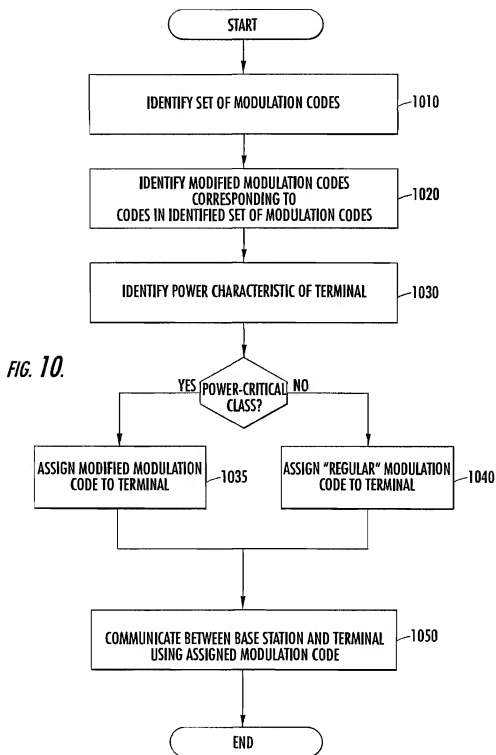 START
IDENTIFY SET OF MODULATION CODES
1010
IDENTIFY MODIFIED MODULATION CODES
CORRESPONDING TO
CODES IN IDENTIFIED SET OF MODULATION CODES
1020
IDENTIFY POWER CHARACTERISTIC OF TERMINAL
1030
FIG. 10.
YES
POWER-CRITICAL
CLASS?
NO
ASSIGN MODIFIED MODULATION
CODE TO TERMINAL
1035
ASSIGN "REGULAR" MODULATION
CODE TO TERMINAL
1040
COMMUNICATE BETWEEN BASE STATION AND TERMINAL
USING ASSIGNED MODULATION CODE
1050
END